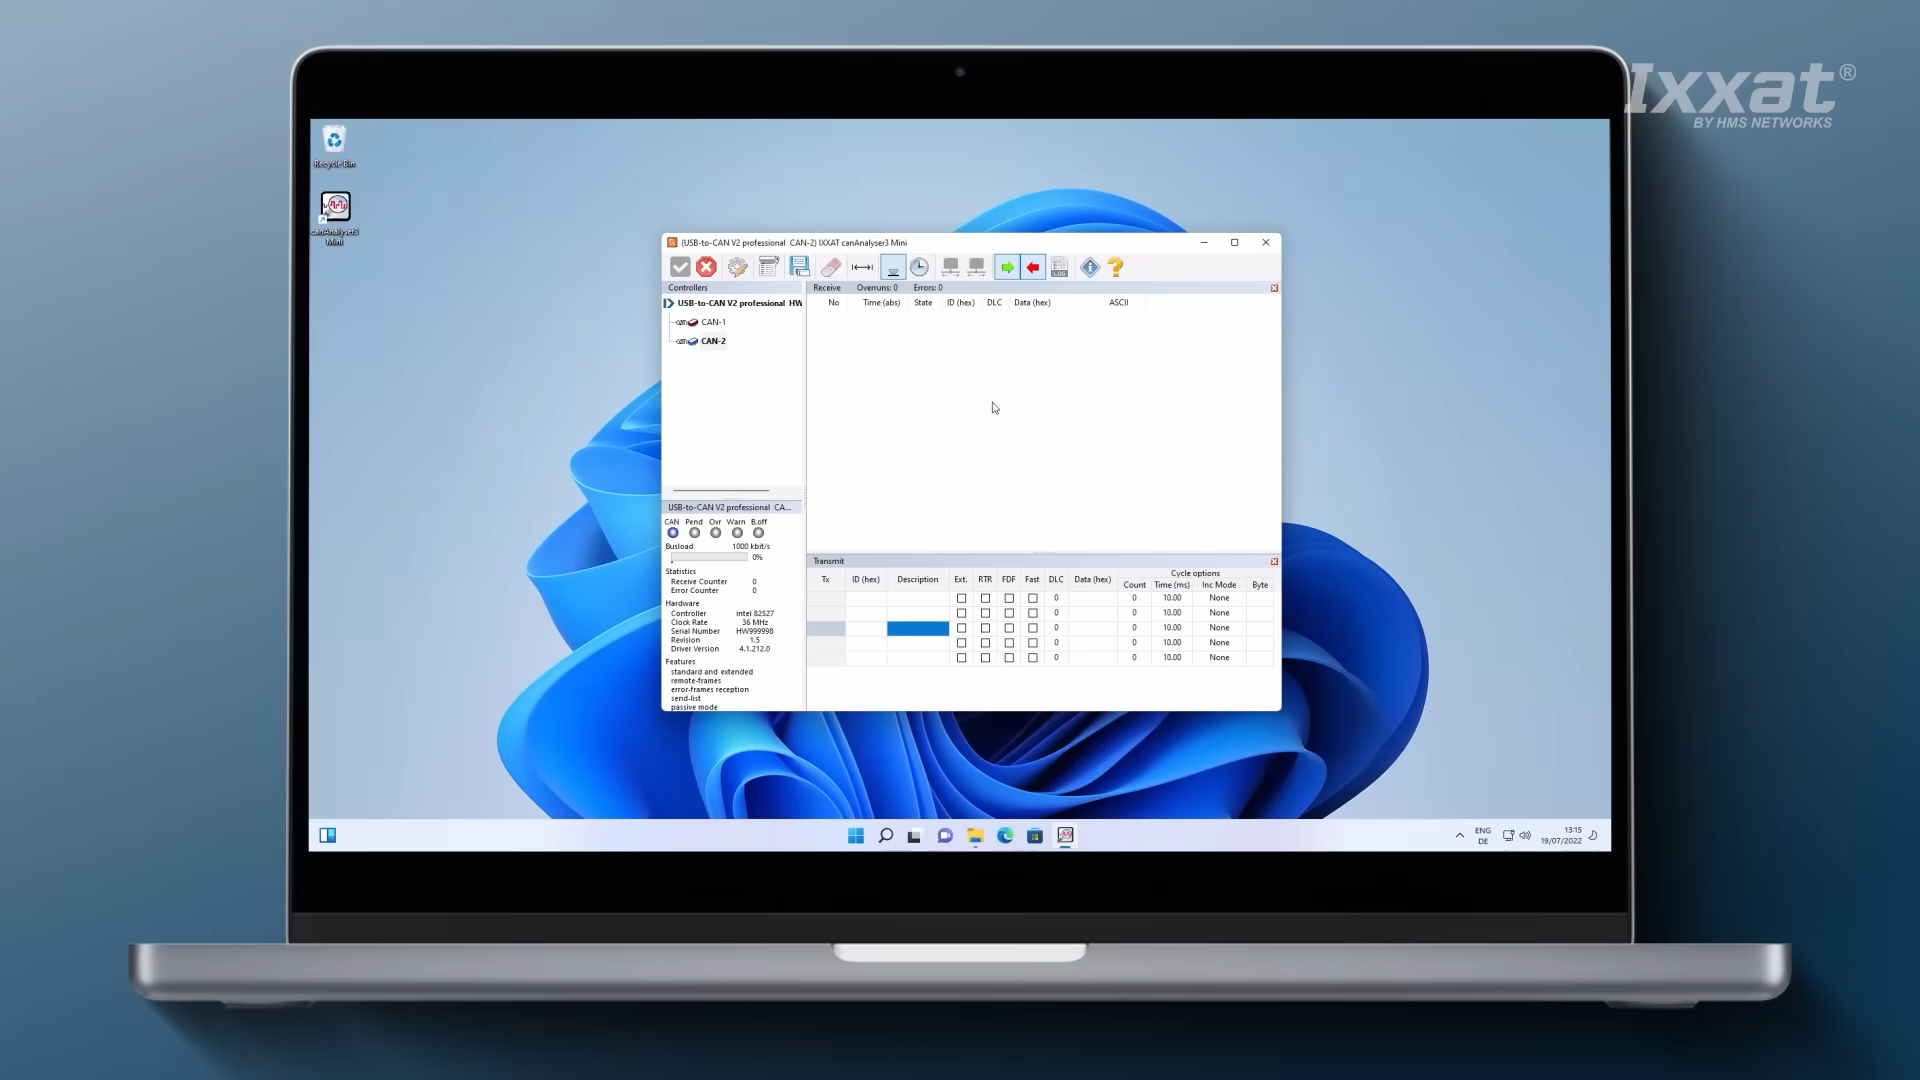 Ixxat®
BY HMS NETWORKS
Recycle Bin
canAnalyser3
Mini
(USB-to-CAN V2 professional CAN-2) IXXAT canAnalyser3 Mini
LOG
Controllers
USB-to-CAN V2 professional HW
CAN-1
CAN-2
Receive Overruns: 0 Errors: 0
No Time (abs) State ID (hex) DLC Data (hex) ASCII
USB-to-CAN V2 professional CA...
CAN Pend Ovr Warn B.off
Busload 1000 kbit/s
0%
Statistics
Receive Counter 0
Error Counter 0
Hardware
Controller intel 82527
Clock Rate 36 MHz
Serial Number HW999998
Revision 1.5
Driver Version 4.1.212.0
Features
standard and extended
remote-frames
error-frames reception
send-list
passive mode
Transmit
Cycle options
Tx ID (hex) Description Ext. RTR FDF Fast DLC Data (hex) Count Time (ms) Inc Mode Byte
0 0 10.00 None
0 0 10.00 None
0 0 10.00 None
0 0 10.00 None
0 0 10.00 None
ENG
DE
13:15
19/07/2022